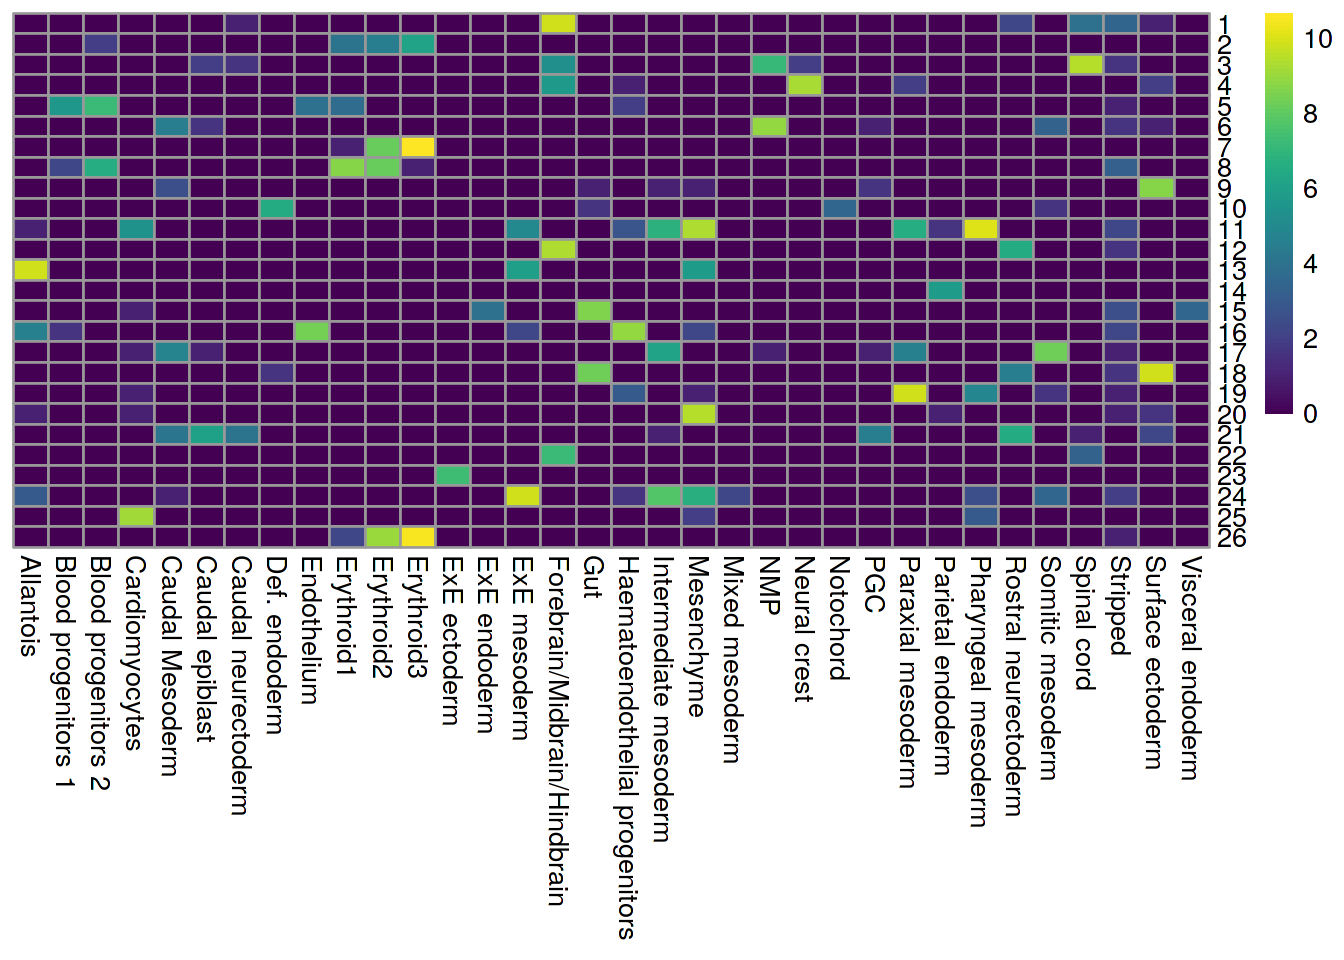 1
2
3
4
5
6
7
8
9
10
11
12
13
14
15
16
17
18
19
20
21
22
23
24
25
26
10
8
6
4
2
0
Allantois
Blood progenitors 1
Blood progenitors 2
Cardiomyocytes
Caudal Mesoderm
Caudal epiblast
Caudal neurectoderm
Def. endoderm
Endothelium
Erythroid1
Erythroid2
Erythroid3
ExE ectoderm
ExE endoderm
ExE mesoderm
Forebrain/Midbrain/Hindbrain
Gut
Haematoendothelial progenitors
Intermediate mesoderm
Mesenchyme
Mixed mesoderm
NMP
Neural crest
Notochord
PGC
Paraxial mesoderm
Parietal endoderm
Pharyngeal mesoderm
Rostral neurectoderm
Somitic mesoderm
Spinal cord
Stripped
Surface ectoderm
Visceral endoderm